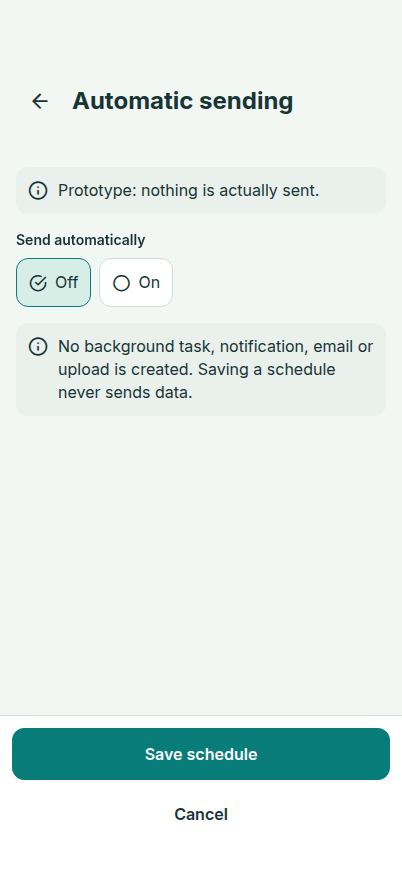 Automatic sending
Prototype: nothing is actually sent.
Send automatically
Off
On
No background task, notification, email or
upload is created. Saving a schedule
never sends data.
Save schedule
Cancel